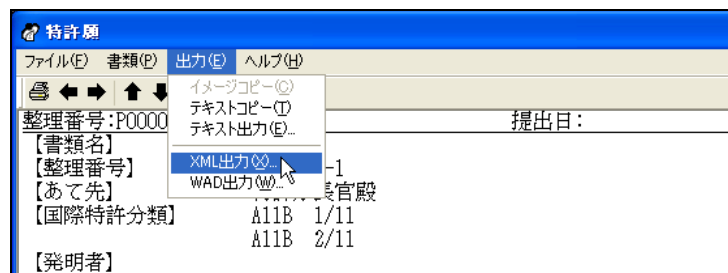 特許願
ファイル(F) 書類(P) 出力(E) ヘルプ(H)
イメージコピー(C)
テキストコピー(T)
テキスト出力(E)...
XML出力(X)...
WAD出力(W)...
整理番号:P0000 提出日:
【書類名】
【整理番号】 -1
【あて先】 長官殿
【国際特許分類】 A11B 1/11
A11B 2/11
【発明者】